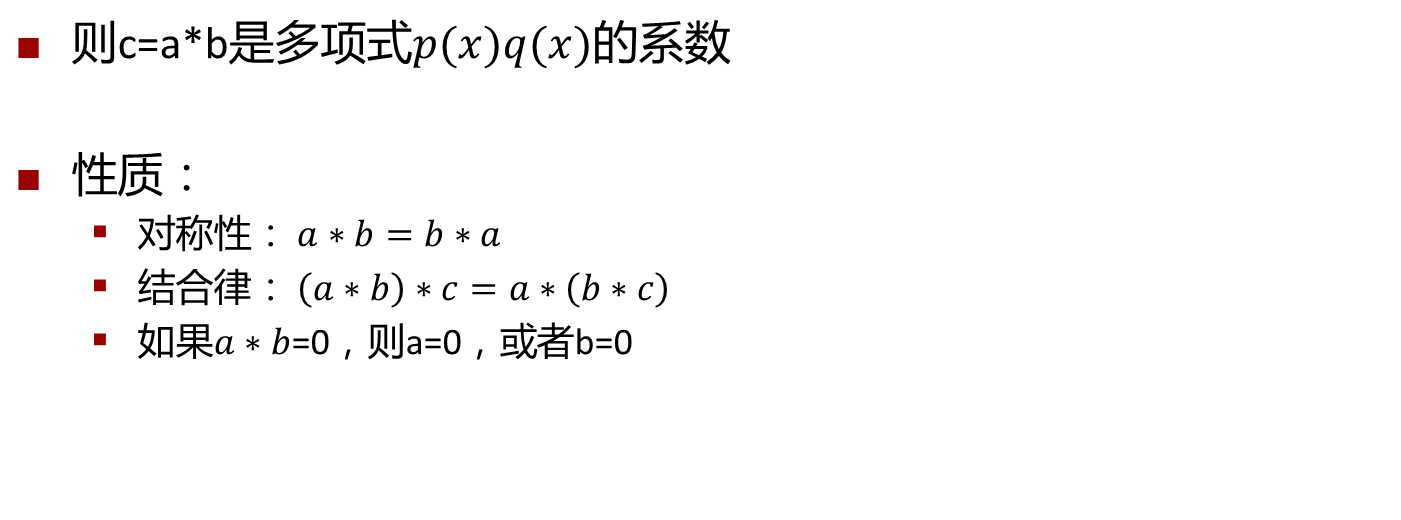 则c=a*b是多项式p(x)q(x)的系数
性质：
对称性：a ∗ b = b ∗ a
结合律：(a ∗ b) ∗ c = a ∗ (b ∗ c)
如果a ∗ b=0，则a=0，或者b=0